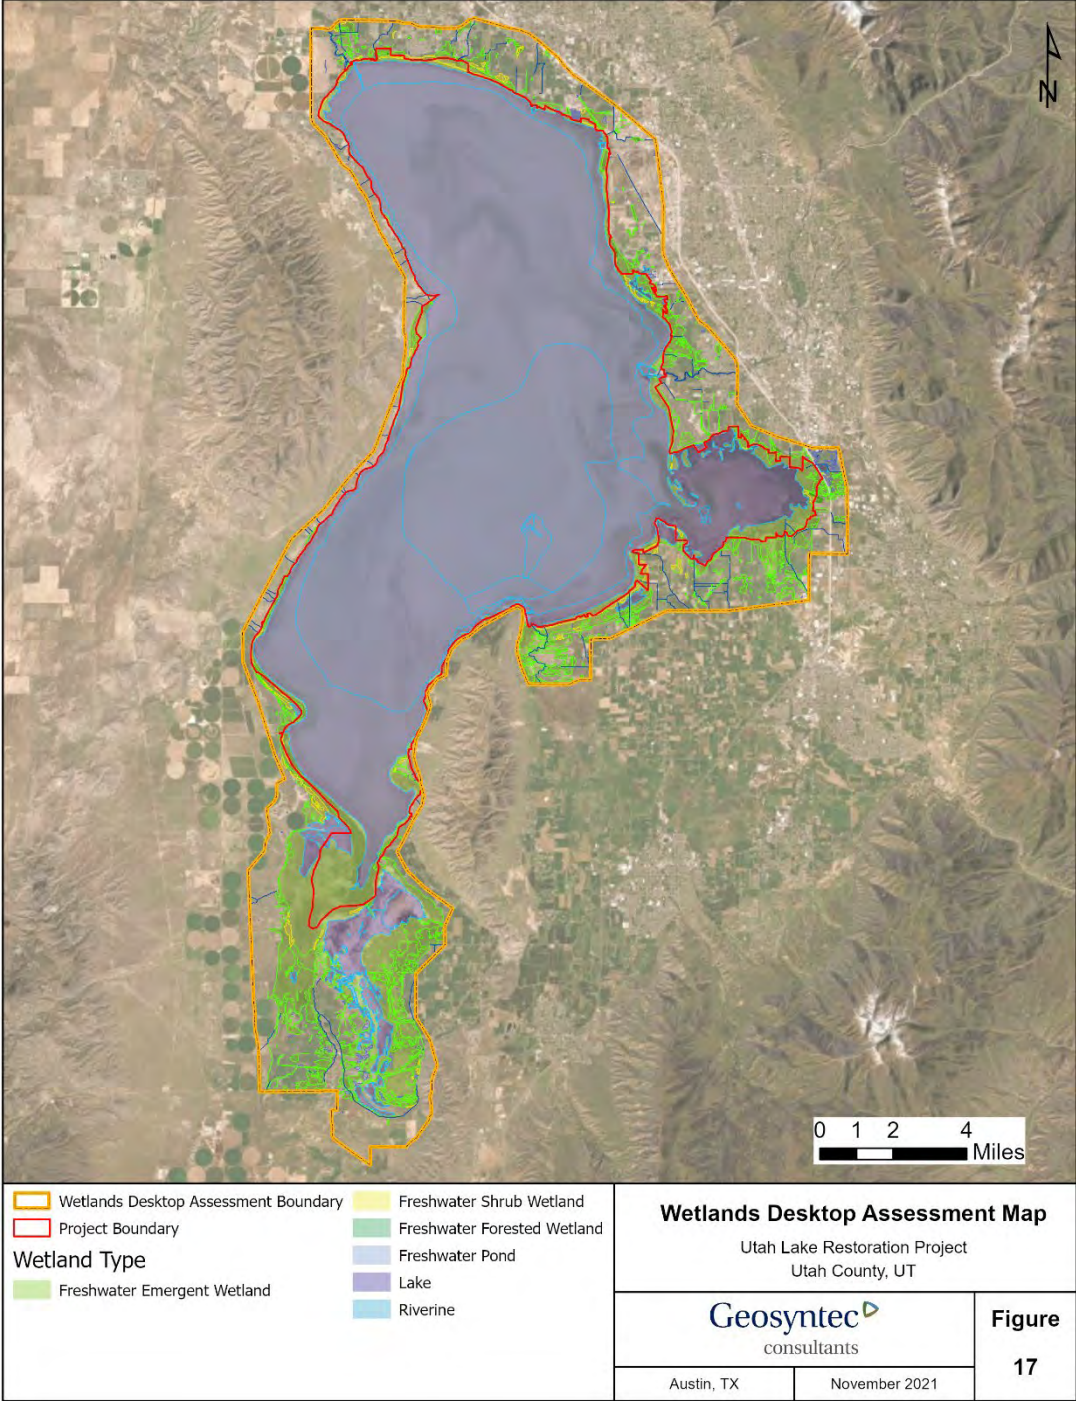 N
0 1 2 4
Miles
Wetlands Desktop Assessment Boundary
Project Boundary
Wetland Type
Freshwater Emergent Wetland
Freshwater Shrub Wetland
Freshwater Forested Wetland
Freshwater Pond
Lake
Riverine
Wetlands Desktop Assessment Map
Utah Lake Restoration Project
Utah County, UT
Geosyntec
consultants
Austin, TX
November 2021
Figure
17